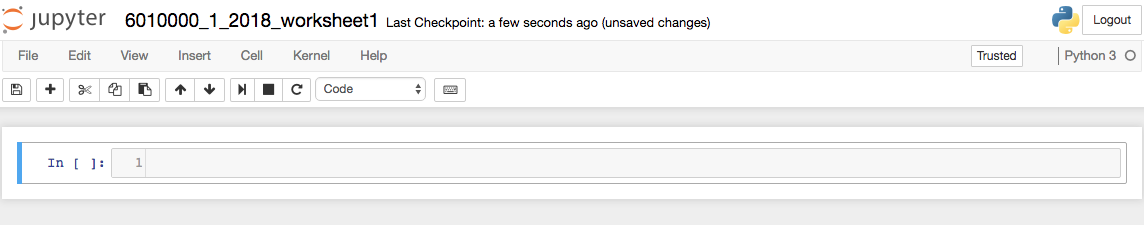 jupyter 6010000_1_2018_worksheet1 Last Checkpoint: a few seconds ago (unsaved changes) Logout
File Edit View Insert Cell Kernel Help Trusted Python 3
Code
In [ ]: 1